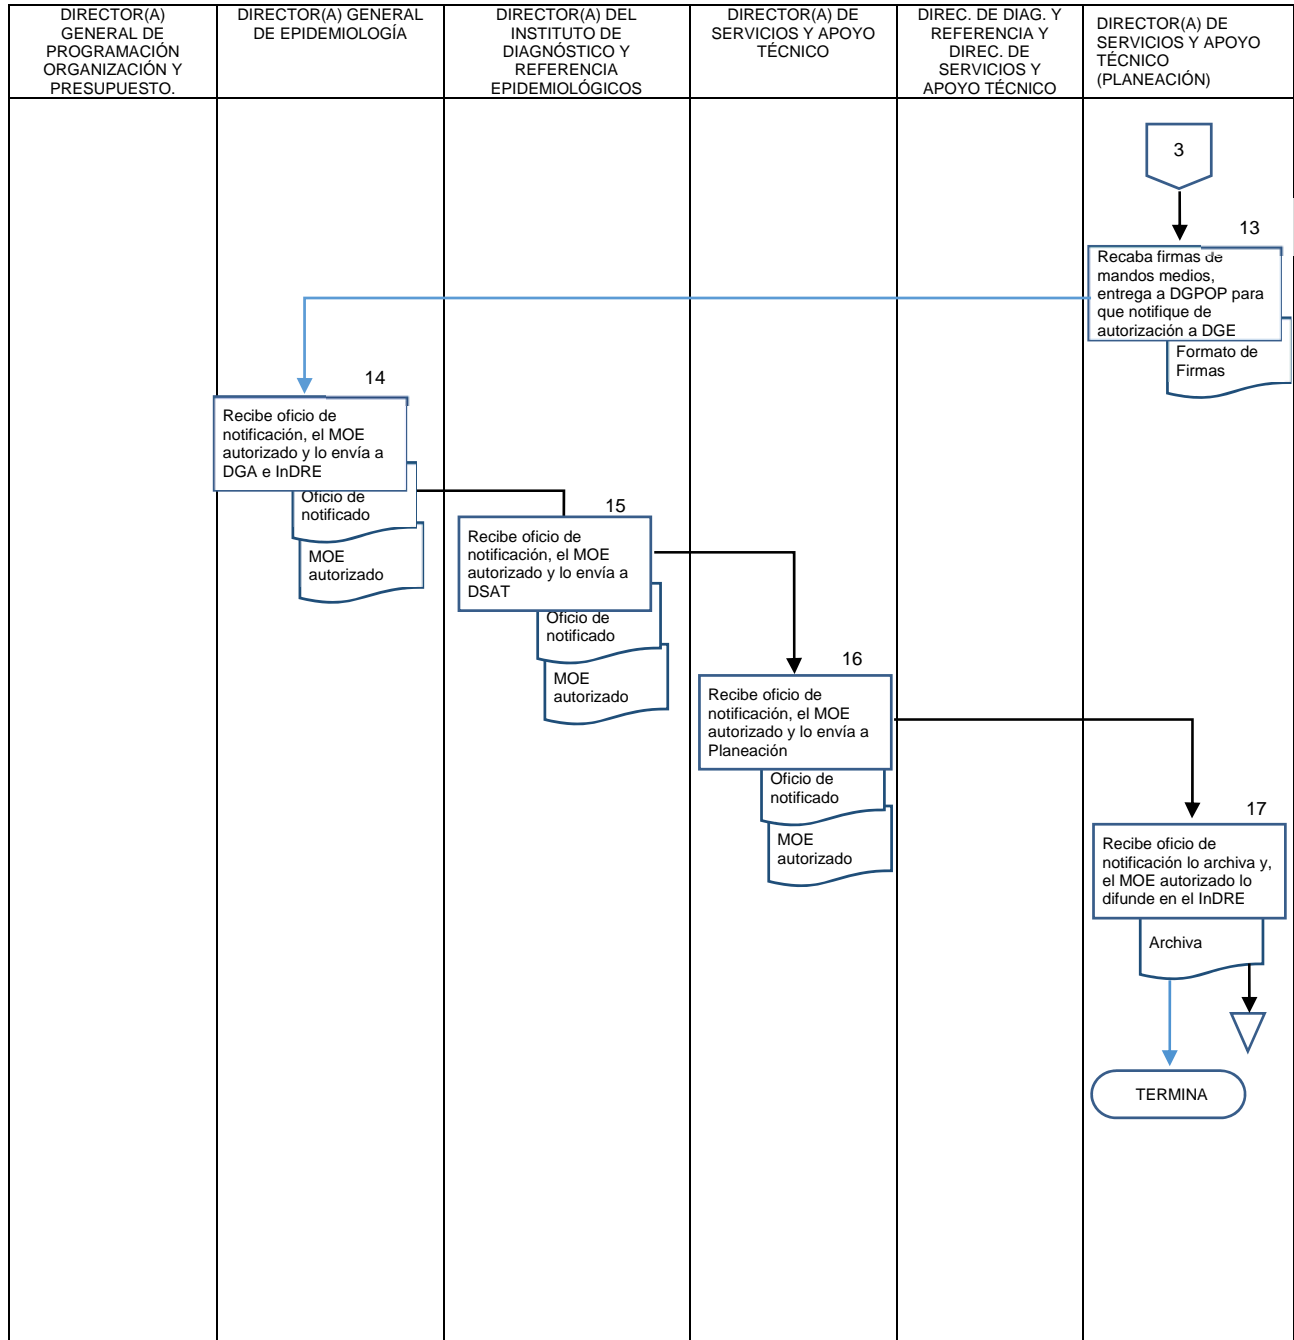 DIRECTOR(A)
GENERAL DE
PROGRAMACIÓN
ORGANIZACIÓN Y
PRESUPUESTO.
DIRECTOR(A) GENERAL
DE EPIDEMIOLOGÍA
DIRECTOR(A) DEL
INSTITUTO DE
DIAGNÓSTICO Y
REFERENCIA
EPIDEMIOLÓGICOS
DIRECTOR(A) DE
SERVICIOS Y APOYO
TÉCNICO
DIREC. DE DIAG. Y
REFERENCIA Y
DIREC. DE
SERVICIOS Y
APOYO TÉCNICO
DIRECTOR(A) DE
SERVICIOS Y APOYO
TÉCNICO
(PLANEACIÓN)
3
13
Recaba firmas de
mandos medios,
entrega a DGPOP para
que notifique de
autorización a DGE
Formato de
Firmas
14
Recibe oficio de
notificación, el MOE
autorizado y lo envía a
DGA e InDRE
Oficio de
notificado
MOE
autorizado
15
Recibe oficio de
notificación, el MOE
autorizado y lo envía a
DSAT
Oficio de
notificado
MOE
autorizado
16
Recibe oficio de
notificación, el MOE
autorizado y lo envía a
Planeación
Oficio de
notificado
MOE
autorizado
17
Recibe oficio de
notificación lo archiva y,
el MOE autorizado lo
difunde en el InDRE
Archiva
TERMINA